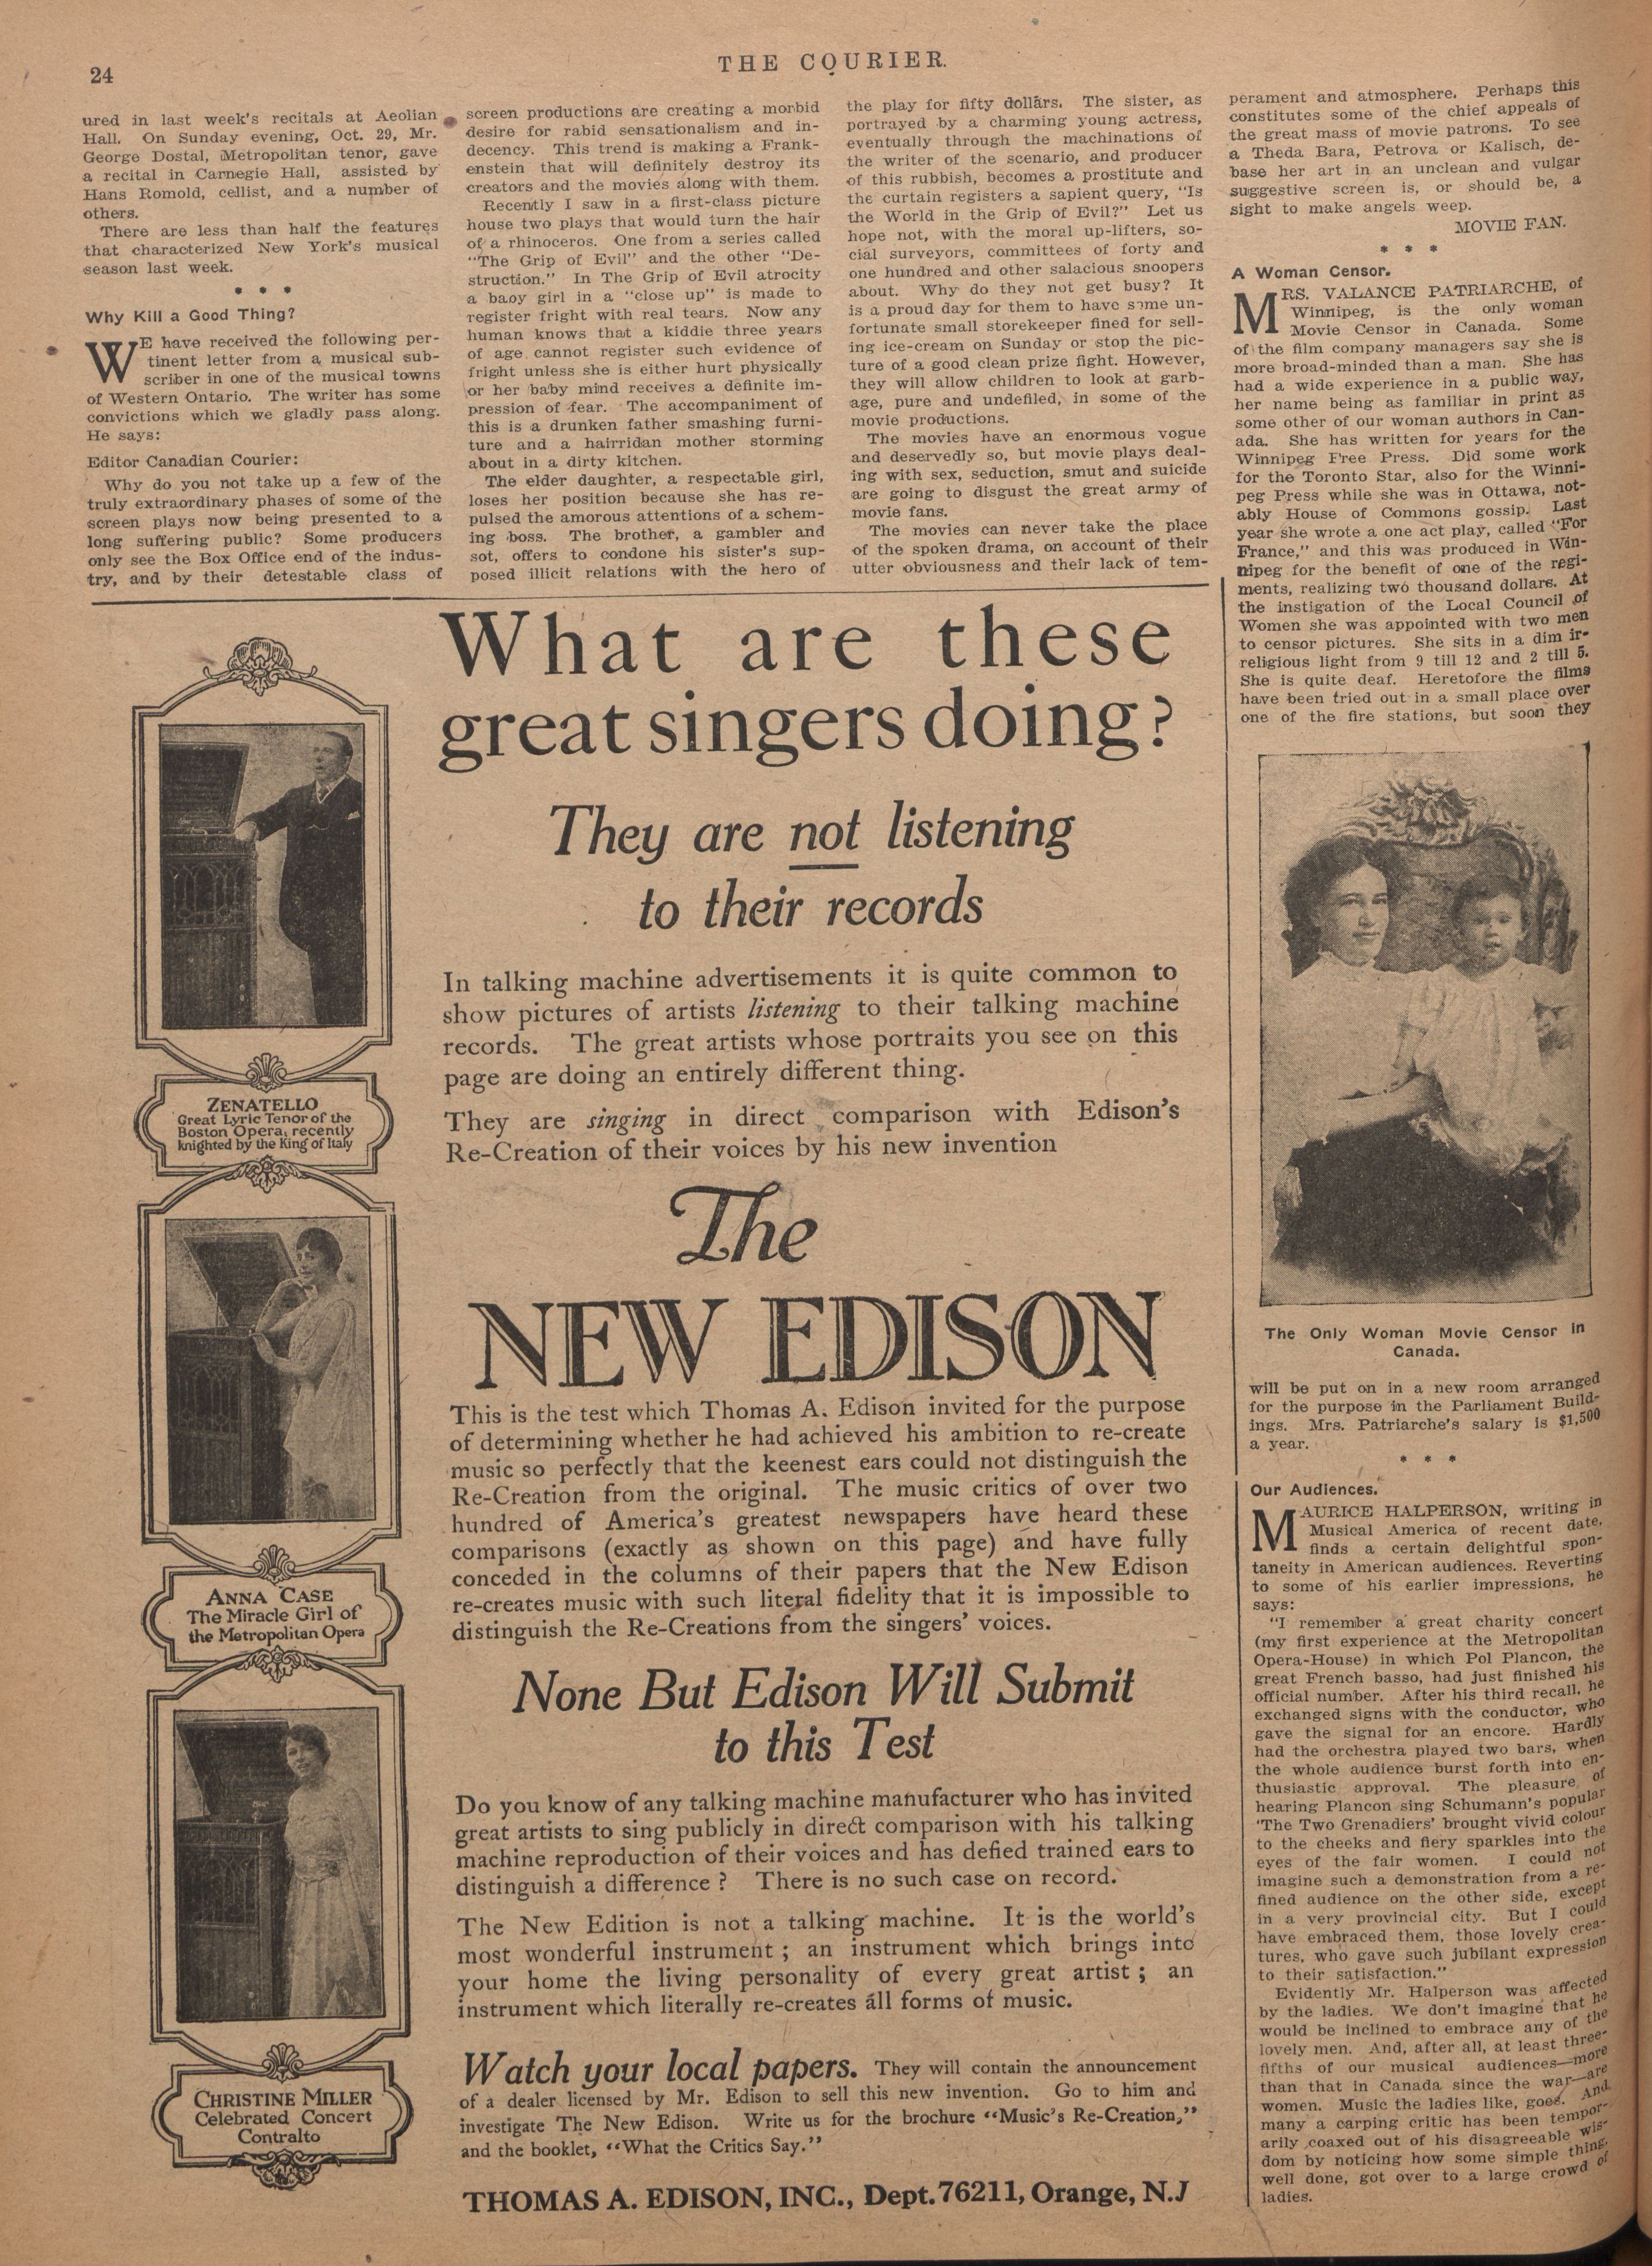 24
THE COURIER.
ured in last week's recitals at Aeolian
Hall. On Sunday evening, Oct. 29, Mr.
George Dostal, Metropolitan tenor, gave
a recital in Carnegie Hall, assisted by
Hans Romold, cellist, and a number of
others.
There are less than half the features
that characterized New York's musical
season last week.
* * *
Why Kill a Good Thing?
WE have received the following per-
tinent letter from a musical sub-
scriber in one of the musical towns
of Western Ontario. The writer has some
convictions which we gladly pass along.
He says:
Editor Canadian Courier:
Why do you not take up a few of the
truly extraordinary phases of some of the
screen plays now being presented to a
long suffering public? Some producers
only see the Box Office end of the indus-
try, and by their detestable class of
screen productions are creating a morbid
desire for rabid sensationalism and in-
decency. This trend is making a Frank-
enstein that will definitely destroy its
creators and the movies along with them.
Recently I saw in a first-class picture
house two plays that would turn the hair
of a rhinoceros. One from a series called
"The Grip of Evil" and the other "De-
struction." In The Grip of Evil atrocity
a baoy girl in a "close up" is made to
register fright with real tears. Now any
human knows that a kiddie three years
of age cannot register such evidence of
fright unless she is either hurt physically
or her baby mind receives a definite im-
pression of fear. The accompaniment of
this is a drunken father smashing furni-
ture and a hairridan mother storming
about in a dirty kitchen.
The elder daughter, a respectable girl,
loses her position because she has re-
pulsed the amorous attentions of a schem-
ing boss. The brother, a gambler and
sot, offers to condone his sister's sup-
posed illicit relations with the hero of
the play for fifty dollars. The sister, as
portrayed by a charming young actress,
eventually through the machinations of
the writer of the scenario, and producer
of this rubbish, becomes a prostitute and
the curtain registers a sapient query, "Is
the World in the Grip of Evil?" Let us
hope not, with the moral up-lifters, so-
cial surveyors, committees of forty and
one hundred and other salacious snoopers
about. Why do they not get busy? It
is a proud day for them to have some un-
fortunate small storekeeper fined for sell-
ing ice-cream on Sunday or stop the pic-
ture of a good clean prize fight. However,
they will allow children to look at garb-
age, pure and undefiled, in some of the
movie productions.
The movies have an enormous vogue
and deservedly so, but movie plays deal-
ing with sex, seduction, smut and suicide
are going to disgust the great army of
movie fans.
The movies can never take the place
of the spoken drama, on account of their
utter obviousness and their lack of tem-
perament and atmosphere. Perhaps this
constitutes some of the chief appeals of
the great mass of movie patrons. To see
a Theda Bara, Petrova or Kalisch, de-
base her art in an unclean and vulgar
suggestive screen is, or should be, a
sight to make angels weep.
MOVIE FAN.
* * *
A Woman Censor.
MRS. VALANCE PATRIARCHE, of
Winnipeg, is the only woman
Movie Censor in Canada. Some
of the film company managers say she is
more broad-minded than a man. She has
had a wide experience in a public way,
her name being as familiar in print as
some other of our woman authors in Can-
ada. She has written for years for the
Winnipeg Free Press. Did some work
for the Toronto Star, also for the Winni-
peg Press while she was in Ottawa, not-
ably House of Commons gossip. Last
year she wrote a one act play, called "For
France," and this was produced in Win-
nipeg for the benefit of one of the regi-
ments, realizing two thousand dollars. At
the instigation of the Local Council of
Women she was appointed with two men
to censor pictures. She sits in a dim ir-
religious light from 9 till 12 and 2 till 5.
She is quite deaf. Heretofore the films
have been tried out in a small place over
one of the fire stations, but soon they
The Only Woman Movie Censor in
Canada.
will be put on in a new room arranged
for the purpose in the Parliament Build-
ings. Mrs. Patriarche's salary is $1,500
a year.
* * *
Our Audiences.
MAURICE HALPERSON, writing in
Musical America of recent date,
finds a certain delightful spon-
taneity in American audiences. Reverting
to some of his earlier impressions, he
says:
"I remember a great charity concert
(my first experience at the Metropolitan
Opera-House) in which Pol Plancon, the
great French basso, had just finished his
official number. After his third recall, he
exchanged signs with the conductor, who
gave the signal for an encore. Hardly
had the orchestra played two bars, when
the whole audience burst forth into en-
thusiastic approval. The pleasure of
hearing Plancon sing Schumann's popular
'The Two Grenadiers' brought vivid colour
to the cheeks and fiery sparkles into the
eyes of the fair women. I could not
imagine such a demonstration from a re-
fined audience on the other side, except
in a very provincial city. But I could
have embraced them, those lovely crea-
tures, who gave such jubilant expression
to their satisfaction."
Evidently Mr. Halperson was affected
by the ladies. We don't imagine that he
would be inclined to embrace any of the
lovely men. And, after all, at least three-
fifths of our musical audiences—more
than that in Canada since the war—are
women. Music the ladies like, goes. And
many a carping critic has been tempor-
arily coaxed out of his disagreeable wis-
dom by noticing how some simple thing,
well done, got over to a large crowd of
ladies.
What are these
great singers doing?
They are not listening
to their records
In talking machine advertisements it is quite common to
show pictures of artists listening to their talking machine
records. The great artists whose portraits you see on this
page are doing an entirely different thing.
They are singing in direct comparison with Edison's
Re-Creation of their voices by his new invention
The
NEW EDISON
This is the test which Thomas A. Edison invited for the purpose
of determining whether he had achieved his ambition to re-create
music so perfectly that the keenest ears could not distinguish the
Re-Creation from the original. The music critics of over two
hundred of America's greatest newspapers have heard these
comparisons (exactly as shown on this page) and have fully
conceded in the columns of their papers that the New Edison
re-creates music with such literal fidelity that it is impossible to
distinguish the Re-Creations from the singers' voices.
None But Edison Will Submit
to this Test
Do you know of any talking machine manufacturer who has invited
great artists to sing publicly in direct comparison with his talking
machine reproduction of their voices and has defied trained ears to
distinguish a difference? There is no such case on record.
The New Edition is not a talking machine. It is the world's
most wonderful instrument; an instrument which brings into
your home the living personality of every great artist; an
instrument which literally re-creates all forms of music.
Watch your local papers. They will contain the announcement
of a dealer licensed by Mr. Edison to sell this new invention. Go to him and
investigate The New Edison. Write us for the brochure "Music's Re-Creation,"
and the booklet, "What the Critics Say."
THOMAS A. EDISON, INC., Dept. 76211, Orange, N.J
ZENATELLO
Great Lyric Tenor of the
Boston Opera, recently
knighted by the King of Italy
ANNA CASE
The Miracle Girl of
the Metropolitan Opera
CHRISTINE MILLER
Celebrated Concert
Contralto